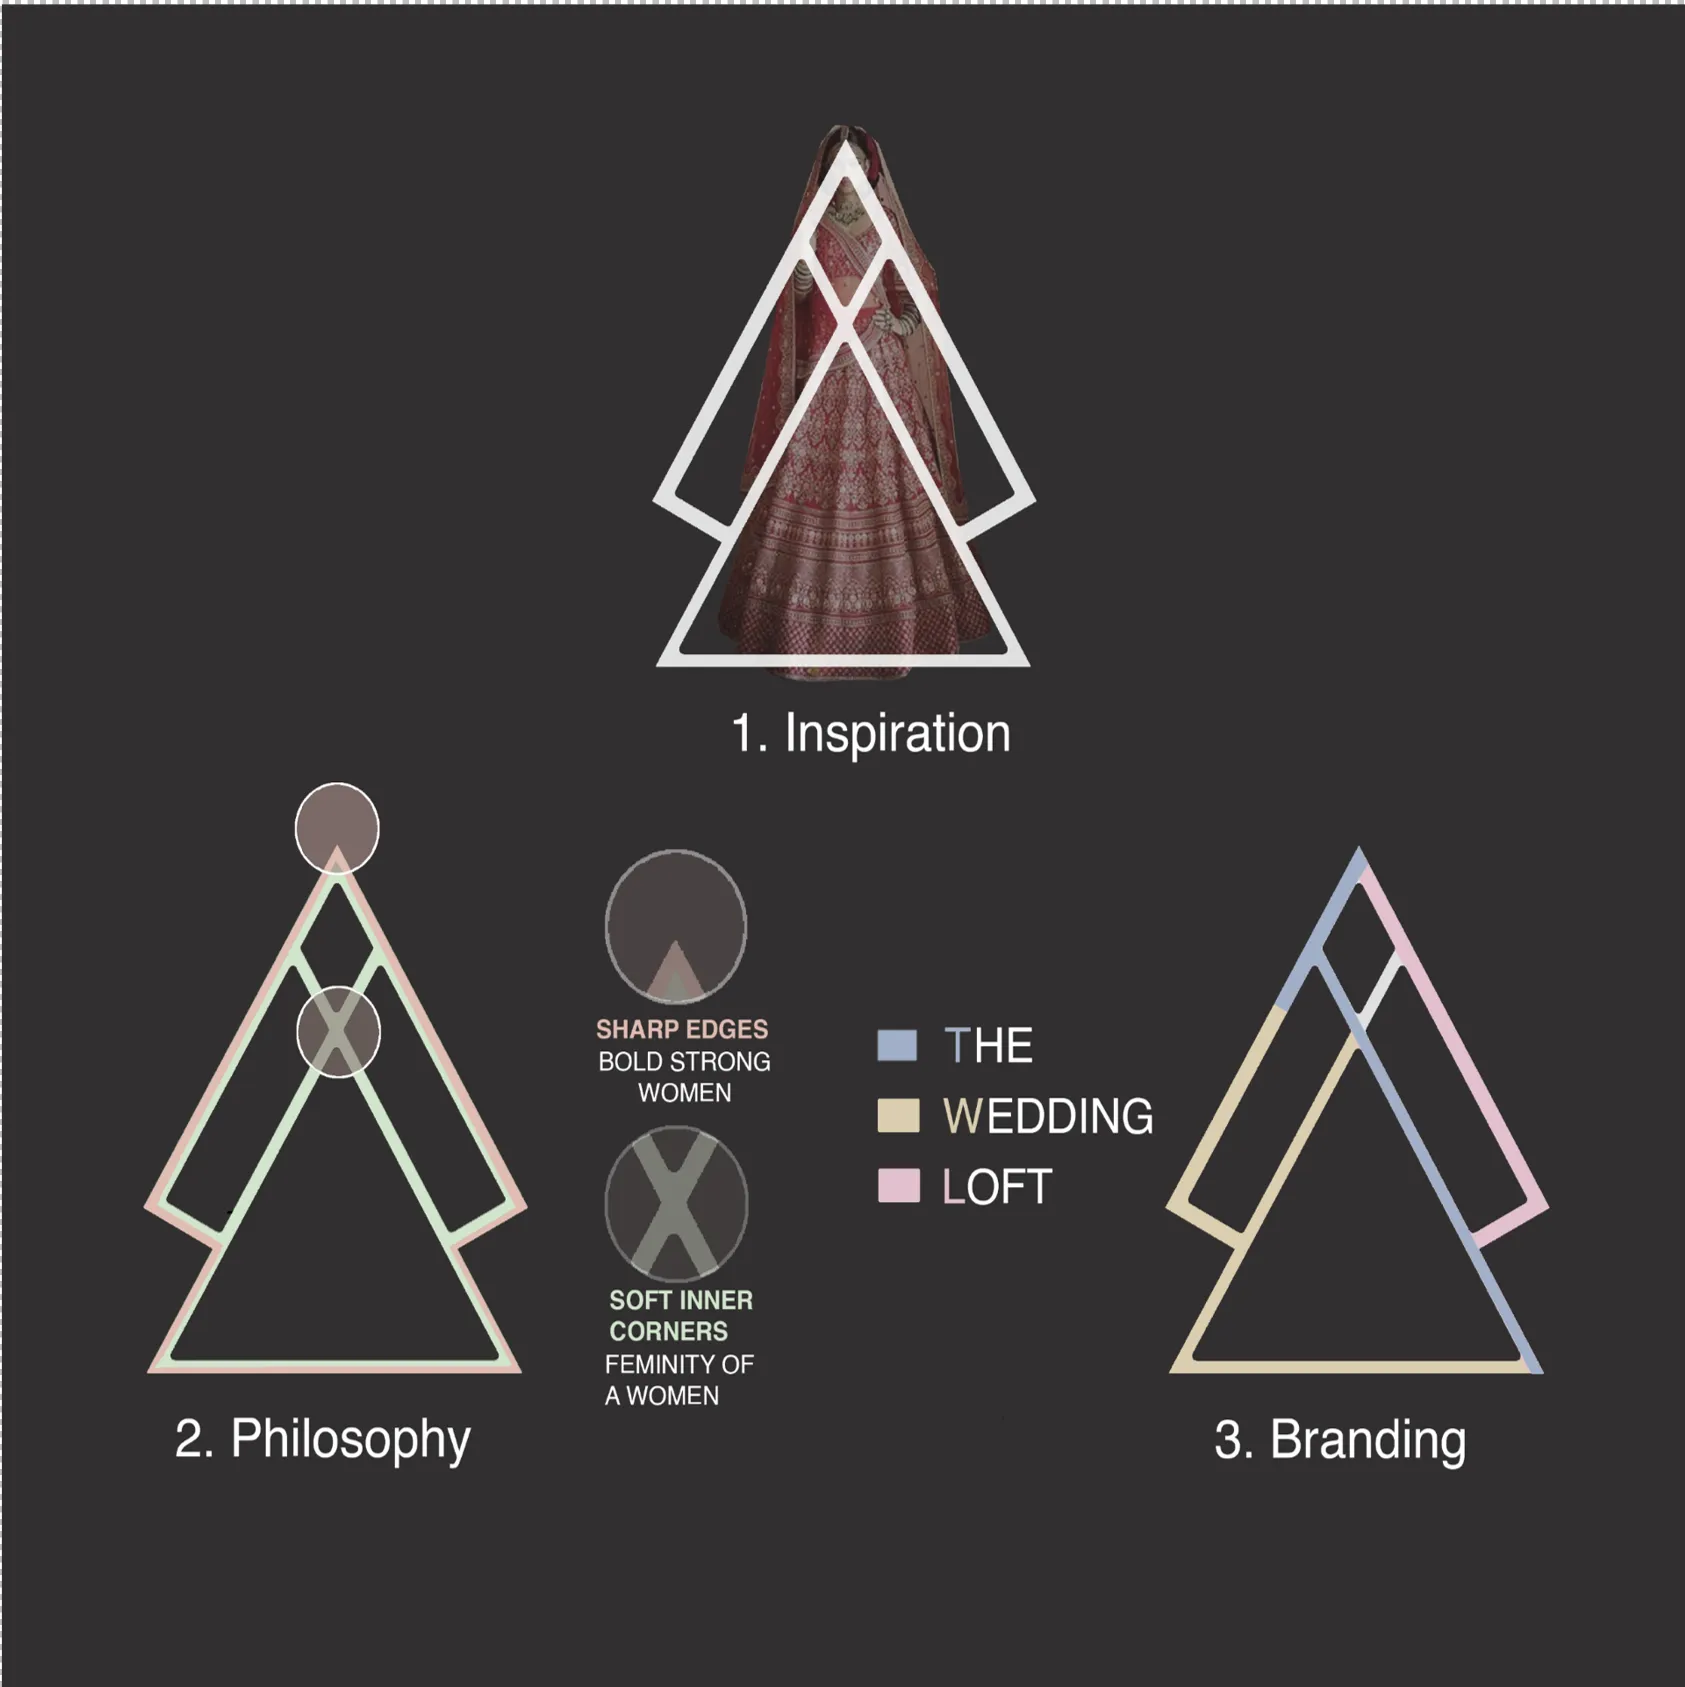 1. Inspiration
SHARP EDGES
BOLD STRONG
WOMEN
SOFT INNER
CORNERS
FEMINITY OF
A WOMEN
THE
WEDDING
LOFT
2. Philosophy
3. Branding